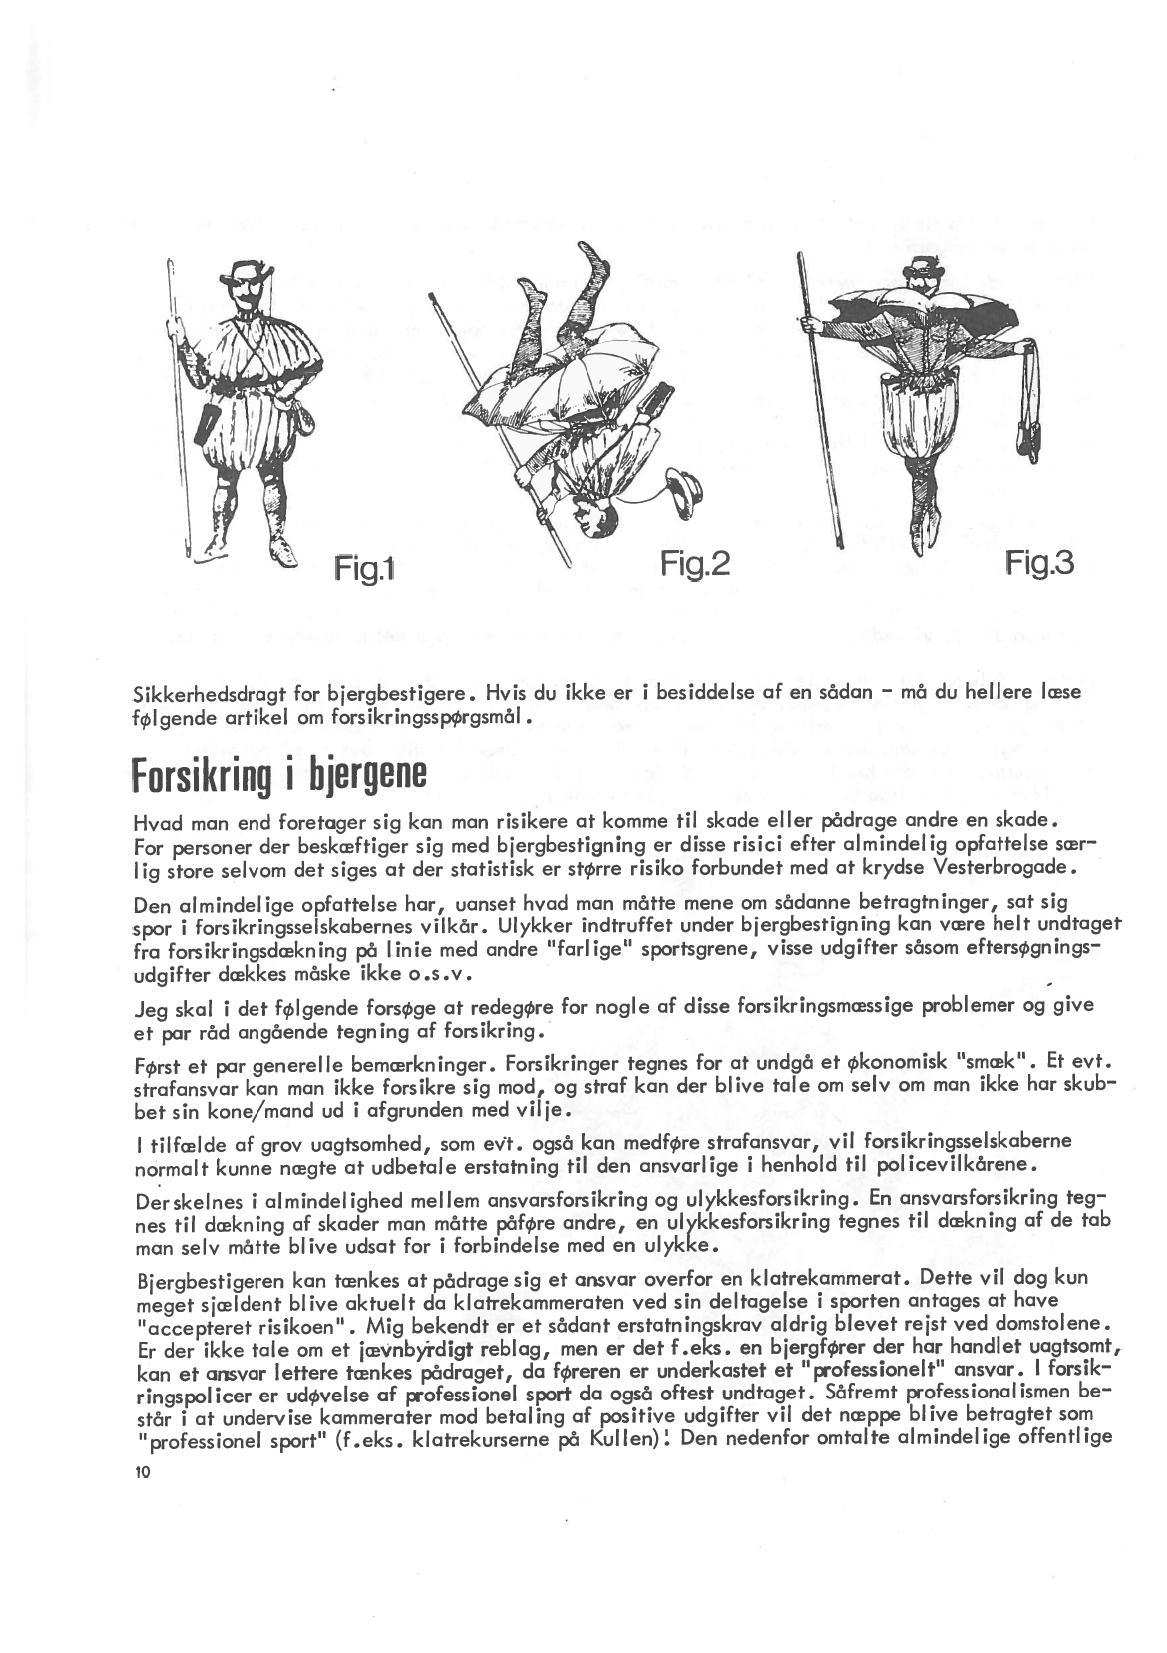 Fig.1
Fig.2
Fig.3
Sikkerhedsdragt for bjergbestigere. Hvis du ikke er i besiddelse af en sådan - må du hellere læse
følgende artikel om forsikringsspørgsmål.
Forsikring i bjergene
Hvad man end foretager sig kan man risikere at komme til skade eller pådrage andre en skade.
For personer der beskæftiger sig med bjergbestigning er disse risici efter almindelig opfattelse sær-
lig store selvom det siges at der statistisk er større risiko forbundet med at krydse Vesterbrogade.
Den almindelige opfattelse har, uanset hvad man måtte mene om sådanne betragtninger, sat sig
spor i forsikringsselskabernes vilkår. Ulykker indtruffet under bjergbestigning kan være helt undtaget
fra forsikringsdækning på linie med andre "farlige" sportsgrene, visse udgifter såsom eftersøgnings-
udgifter dækkes måske ikke o.s.v.
Jeg skal i det følgende forsøge at redegøre for nogle af disse forsikringsmæssige problemer og give
et par råd angående tegning af forsikring.
Først et par generelle bemærkninger. Forsikringer tegnes for at undgå et økonomisk "smæk". Et evt.
strafansvar kan man ikke forsikre sig mod, og straf kan der blive tale om selv om man ikke har skub-
bet sin kone/mand ud i afgrunden med vilje.
I tilfælde af grov uagtsomhed, som evt. også kan medføre strafansvar, vil forsikringsselskaberne
normalt kunne nægte at udbetale erstatning til den ansvarlige i henhold til policevilkårene.
Der skelnes i almindelighed mellem ansvarsforsikring og ulykkesforsikring. En ansvarsforsikring teg-
nes til dækning af skader man måtte påføre andre, en ulykkesforsikring tegnes til dækning af de tab
man selv måtte blive udsat for i forbindelse med en ulykke.
Bjergbestigeren kan tænkes at pådrage sig et ansvar overfor en klatrekammerat. Dette vil dog kun
meget sjældent blive aktuelt da klatrekammeraten ved sin deltagelse i sporten antages at have
"accepteret risikoen". Mig bekendt er et sådant erstatningskrav aldrig blevet rejst ved domstolene.
Er der ikke tale om et jævnbyrdigt reblag, men er det f.eks. en bjergfører der har handlet uagtsomt,
kan et ansvar lettere tænkes pådraget, da føreren er underkastet et "professionelt" ansvar. I forsik-
ringspolicer er udøvelse af professionel sport da også oftest undtaget. Såfremt professionalismen be-
står i at undervise kammerater mod betaling af positive udgifter vil det næppe blive betragtet som
"professionel sport" (f.eks. klatrekurserne på Kullen)! Den nedenfor omtalte almindelige offentlige
10